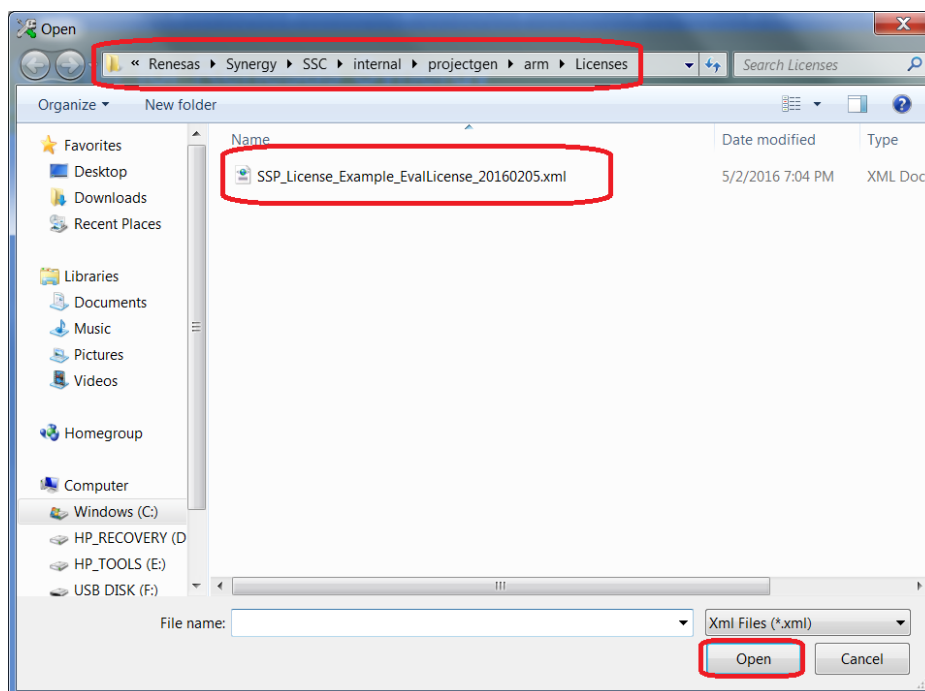 Open
« Renesas Synergy SSC internal projectgen arm Licenses
Search Licenses
Organize New folder
Name Date modified Type
SSP_License_Example_EvalLicense_20160205.xml 5/2/2016 7:04 PM XML Doc
Favorites
Desktop
Downloads
Recent Places
Libraries
Documents
Music
Pictures
Videos
Homegroup
Computer
Windows (C:)
HP_RECOVERY (D
HP_TOOLS (E:)
USB DISK (F:)
File name: Xml Files (*.xml)
Open Cancel